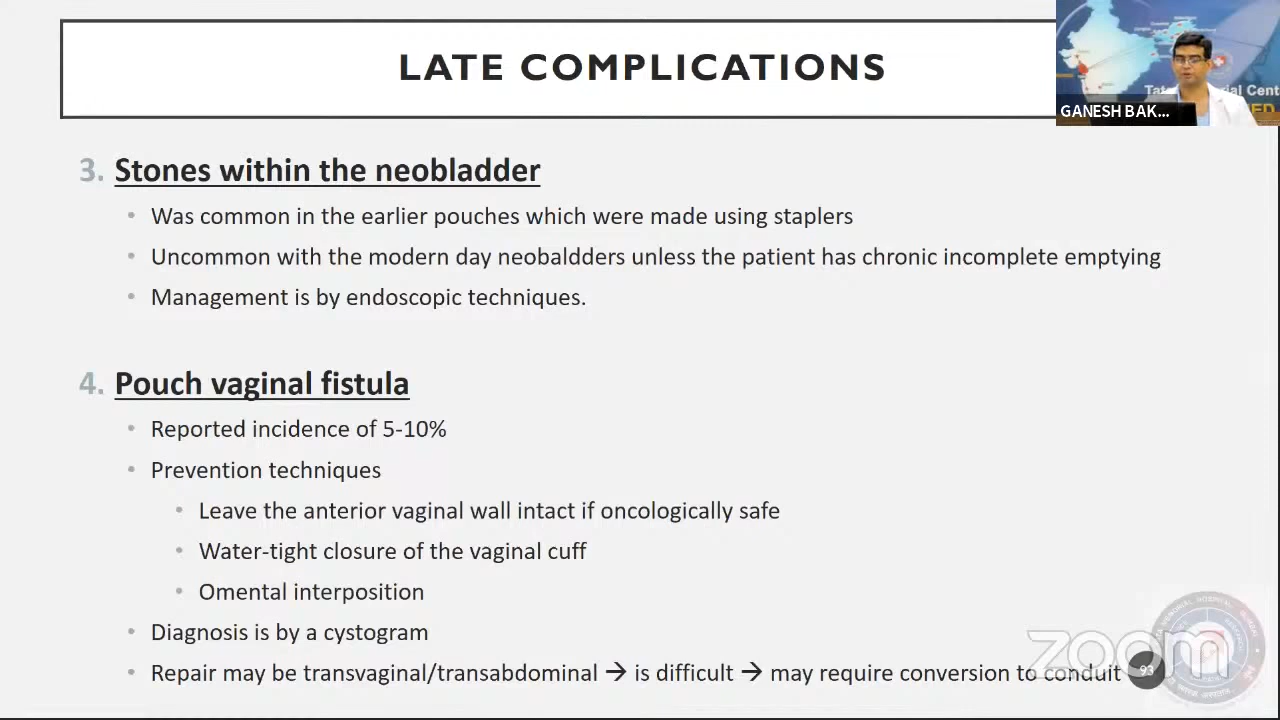 LATE COMPLICATIONS
GANESH BAK...
3. Stones within the neobladder
• Was common in the earlier pouches which were made using staplers
• Uncommon with the modern day neobaldders unless the patient has chronic incomplete emptying
• Management is by endoscopic techniques.
4. Pouch vaginal fistula
• Reported incidence of 5-10%
• Prevention techniques
• Leave the anterior vaginal wall intact if oncologically safe
• Water-tight closure of the vaginal cuff
• Omental interposition
• Diagnosis is by a cystogram
• Repair may be transvaginal/transabdominal → is difficult → may require conversion to conduit
zoom
93